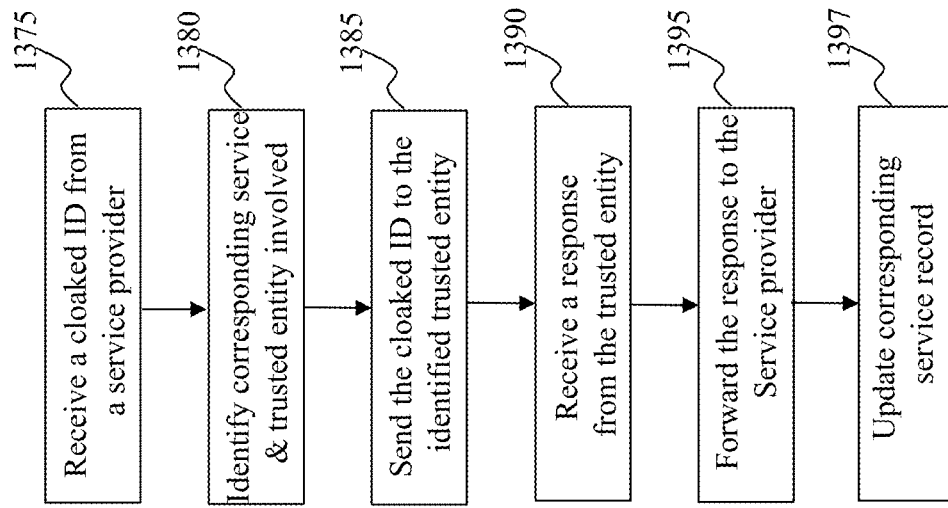 1375
Receive a cloaked ID from
a service provider
1380
Identify corresponding service
& trusted entity involved
1385
Send the cloaked ID to the
identified trusted entity
1390
Receive a response
from the trusted entity
1395
Forward the response to the
Service provider
1397
Update corresponding
service record